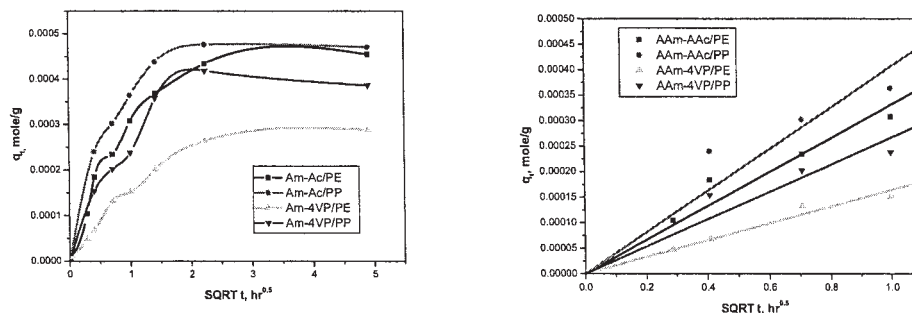 0.0005
0.0004
0.0003
0.0002
0.0001
0.0000
qt, mole/g
0 1 2 3 4 5
SQRT t, hr0.5
Am-Ac/PE
Am-Ac/PP
Am-4VP/PE
Am-4VP/PP
0.00050
0.00045
0.00040
0.00035
0.00030
0.00025
0.00020
0.00015
0.00010
0.00005
0.00000
qt, mole/g
0.0 0.2 0.4 0.6 0.8 1.0
SQRT t, hr0.5
AAm-AAc/PE
AAm-AAc/PP
AAm-4VP/PE
AAm-4VP/PP